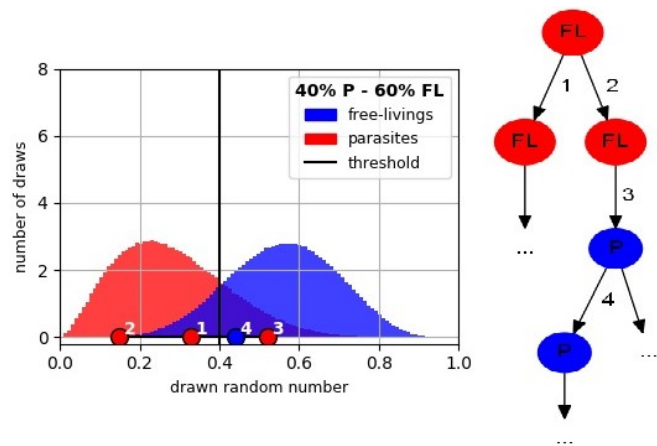 40% P - 60% FL
free-livings
parasites
threshold
number of draws
8
6
4
2
0
2
1
4
3
0.0
0.2
0.4
0.6
0.8
1.0
drawn random number
FL
1
2
FL
FL
3
...
P
4
P
...
...